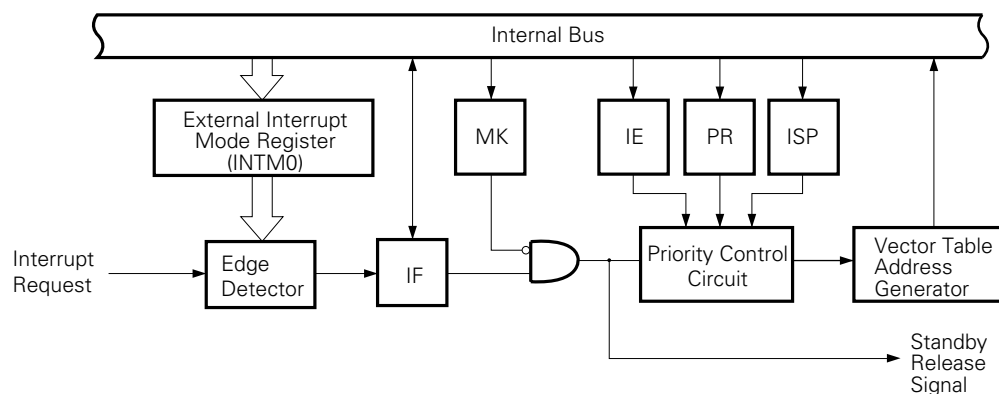 Internal Bus
External Interrupt
Mode Register
(INTM0)
MK
IE
PR
ISP
Interrupt
Request
Edge
Detector
IF
Priority Control
Circuit
Vector Table
Address
Generator
Standby
Release
Signal